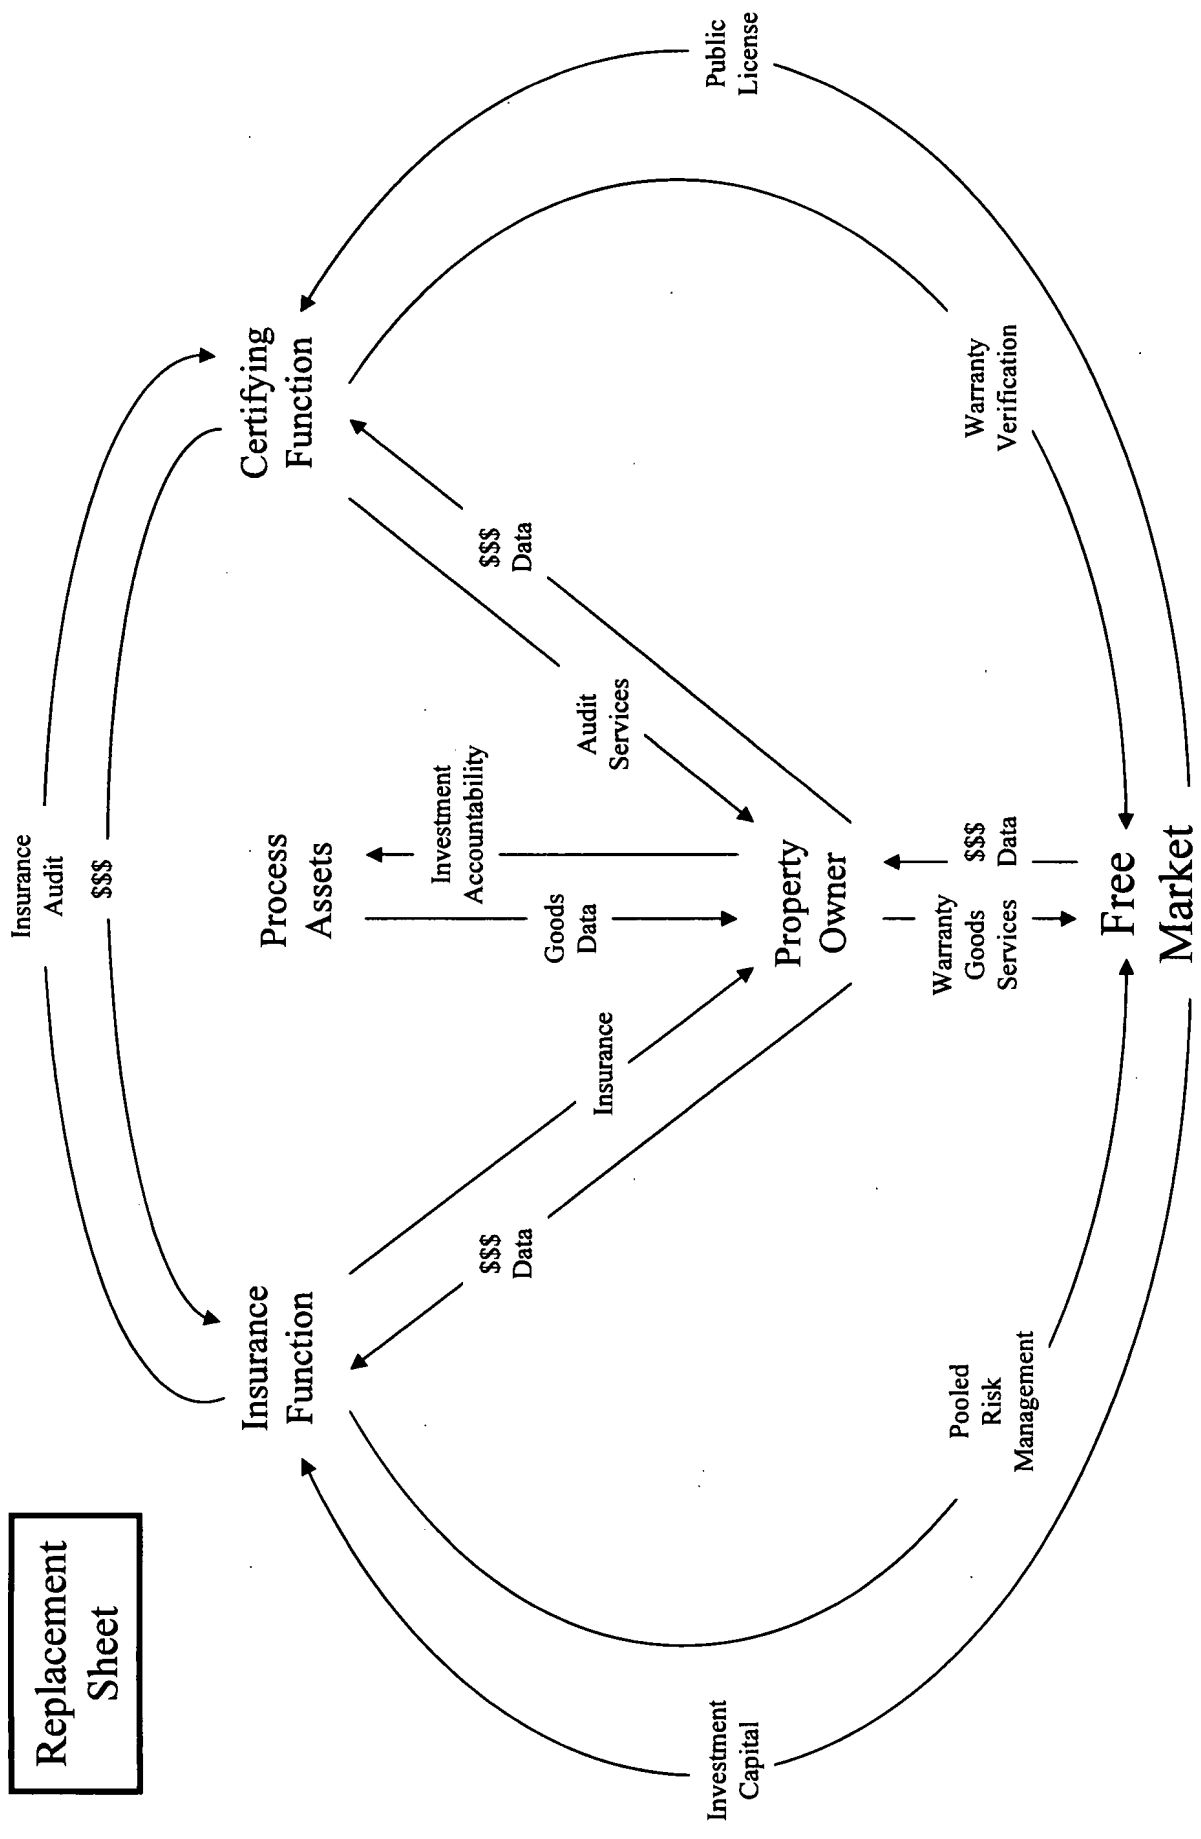 Replacement
Sheet
Insurance
Audit
$$$
Insurance
Function
Process
Assets
Certifying
Function
$$$
Data
Goods
Data
Investment
Accountability
$$$
Data
Insurance
Audit
Services
Investment
Capital
Public
License
Property
Owner
Pooled
Risk
Management
Warranty
Goods
Services
$$$
Data
Warranty
Verification
Free
Market